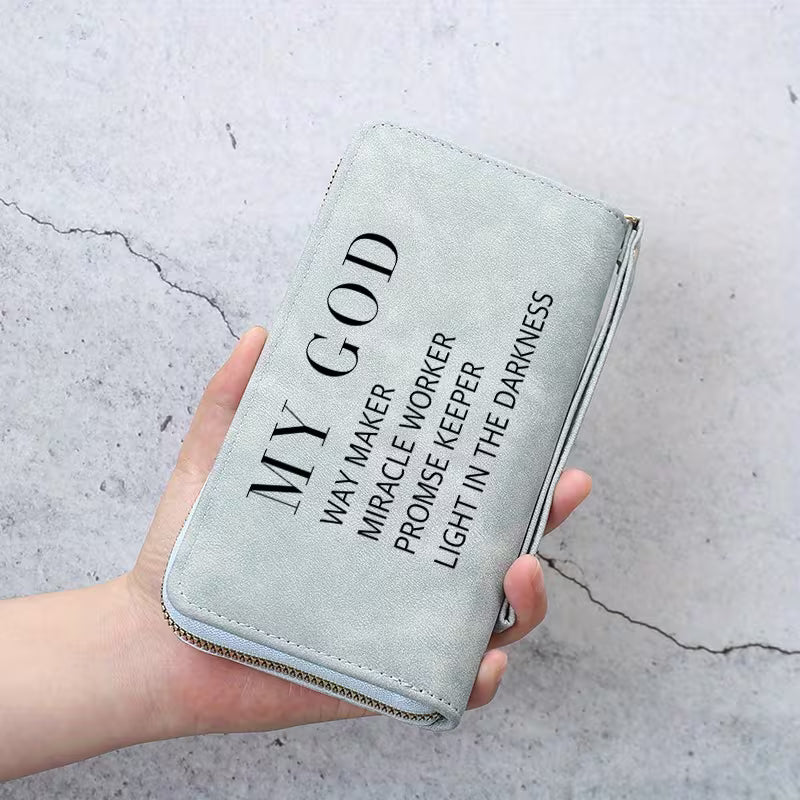 MY GOD
WAY MAKER
MIRACLE WORKER
PROMSE KEEPER
LIGHT IN THE DARKNESS